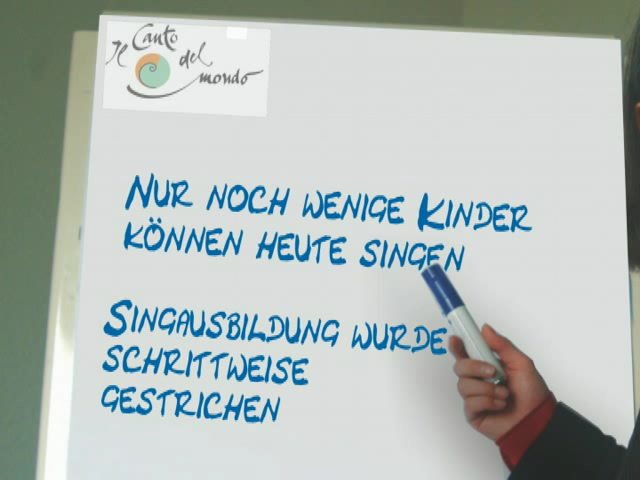 Il Canto
del
mondo
NUR NOCH WENIGE KINDER
KÖNNEN HEUTE SINGEN
SINGAUSBILDUNG WURDE
SCHRITTWEISE
GESTRICHEN